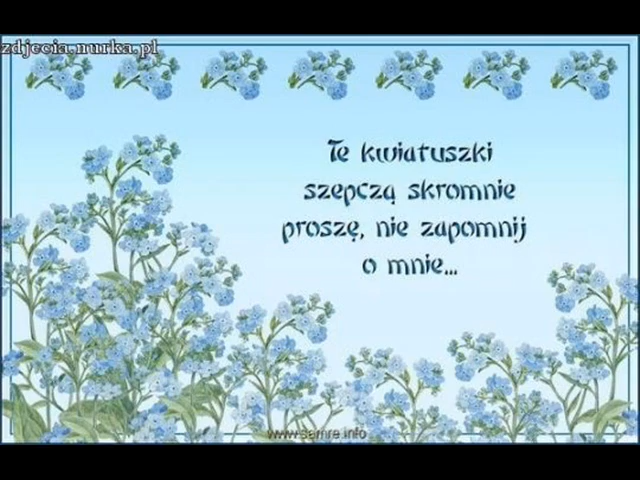 zdjecia.nurka.pl
Te kwiatuszki
szepczą skromnie
proszę, nie zapomnij
o mnie...
www.samre.info